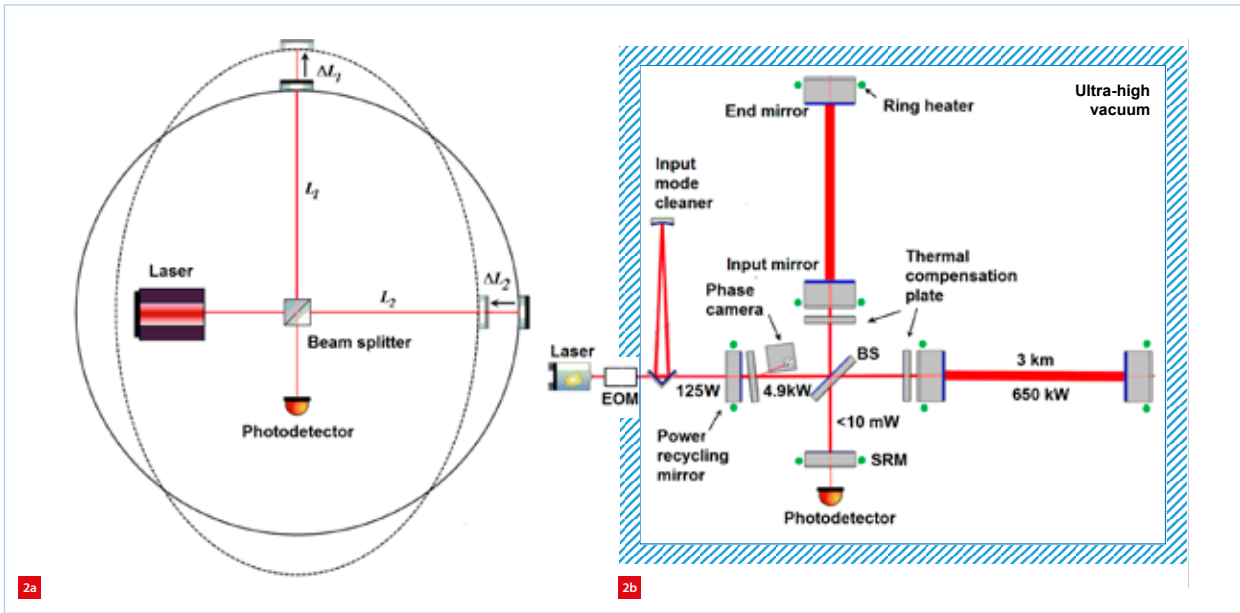 ΔL1
L1
Laser
ΔL2
L2
Beam splitter
Photodetector
2a
Ultra-high
vacuum
End mirror
Ring heater
Input
mode
cleaner
Input mirror
Thermal
compensation
plate
Phase
camera
Laser
EOM
BS
3 km
125W
4.9kW
650 kW
<10 mW
Power
recycling
mirror
SRM
Photodetector
2b